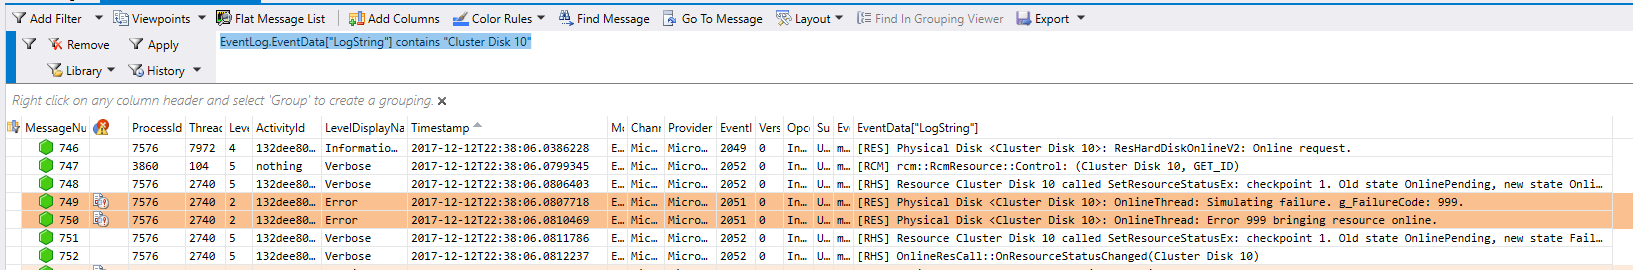 Add Filter Viewpoints Flat Message List Add Columns Color Rules Find Message Go To Message Layout Find In Grouping Viewer Export
Remove Apply EventLog.EventData["LogString"] contains "Cluster Disk 10"
Library History
Right click on any column header and select 'Group' to create a grouping.
MessageNu ProcessId Thread Leve ActivityId LevelDisplayNa Timestamp Mo Chann Provider EventI Vers Opco Su Eve EventData["LogString"]
746 7576 7972 4 132dee80... Informatio... 2017-12-12T22:38:06.0386228 E... Mic... Micro... 2049 0 In... U... m... [RES] Physical Disk <Cluster Disk 10>: ResHardDiskOnlineV2: Online request.
747 3860 104 5 nothing Verbose 2017-12-12T22:38:06.0799345 E... Mic... Micro... 2052 0 In... U... m... [RCM] rcm::RcmResource::Control: (Cluster Disk 10, GET_ID)
748 7576 2740 5 132dee80... Verbose 2017-12-12T22:38:06.0806403 E... Mic... Micro... 2052 0 In... U... m... [RHS] Resource Cluster Disk 10 called SetResourceStatusEx: checkpoint 1. Old state OnlinePending, new state Onli...
749 7576 2740 2 132dee80... Error 2017-12-12T22:38:06.0807718 E... Mic... Micro... 2051 0 In... U... m... [RES] Physical Disk <Cluster Disk 10>: OnlineThread: Simulating failure. g_FailureCode: 999.
750 7576 2740 2 132dee80... Error 2017-12-12T22:38:06.0810469 E... Mic... Micro... 2051 0 In... U... m... [RES] Physical Disk <Cluster Disk 10>: OnlineThread: Error 999 bringing resource online.
751 7576 2740 5 132dee80... Verbose 2017-12-12T22:38:06.0811786 E... Mic... Micro... 2052 0 In... U... m... [RHS] Resource Cluster Disk 10 called SetResourceStatusEx: checkpoint 1. Old state OnlinePending, new state Fail...
752 7576 2740 5 132dee80... Verbose 2017-12-12T22:38:06.0812237 E... Mic... Micro... 2052 0 In... U... m... [RHS] OnlineResCall::OnResourceStatusChanged(Cluster Disk 10)